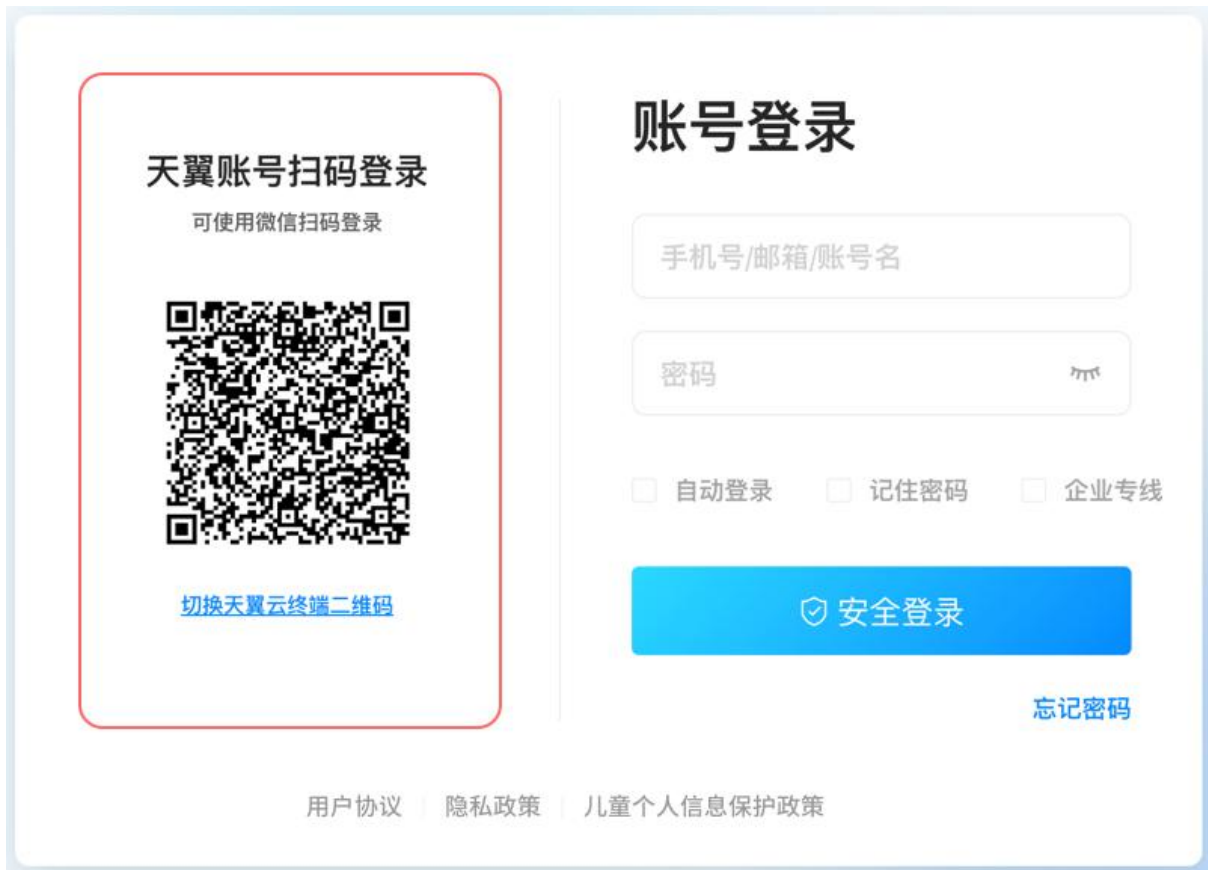 天翼账号扫码登录
可使用微信扫码登录
切换天翼云终端二维码
账号登录
手机号/邮箱/账号名
密码
自动登录 记住密码 企业专线
安全登录
忘记密码
用户协议 隐私政策 儿童个人信息保护政策